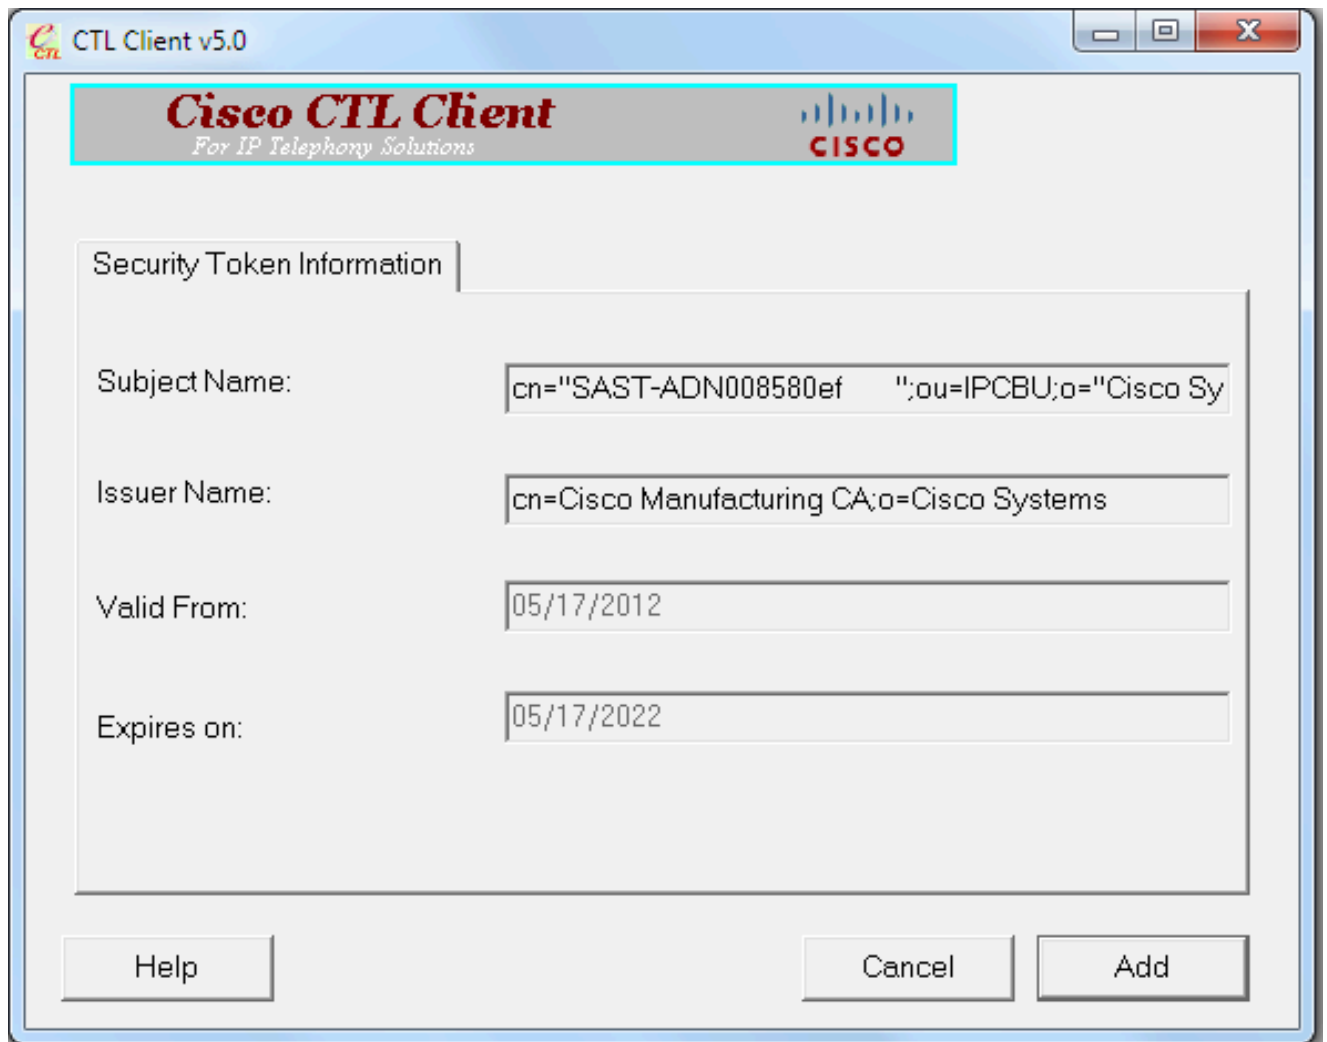 CTL Client v5.0
Cisco CTL Client
For IP Telephony Solutions
CISCO
Security Token Information
Subject Name: cn="SAST-ADN008580ef      ";ou=IPCBU;o="Cisco Sy
Issuer Name: cn=Cisco Manufacturing CA;o=Cisco Systems
Valid From: 05/17/2012
Expires on: 05/17/2022
Help Cancel Add